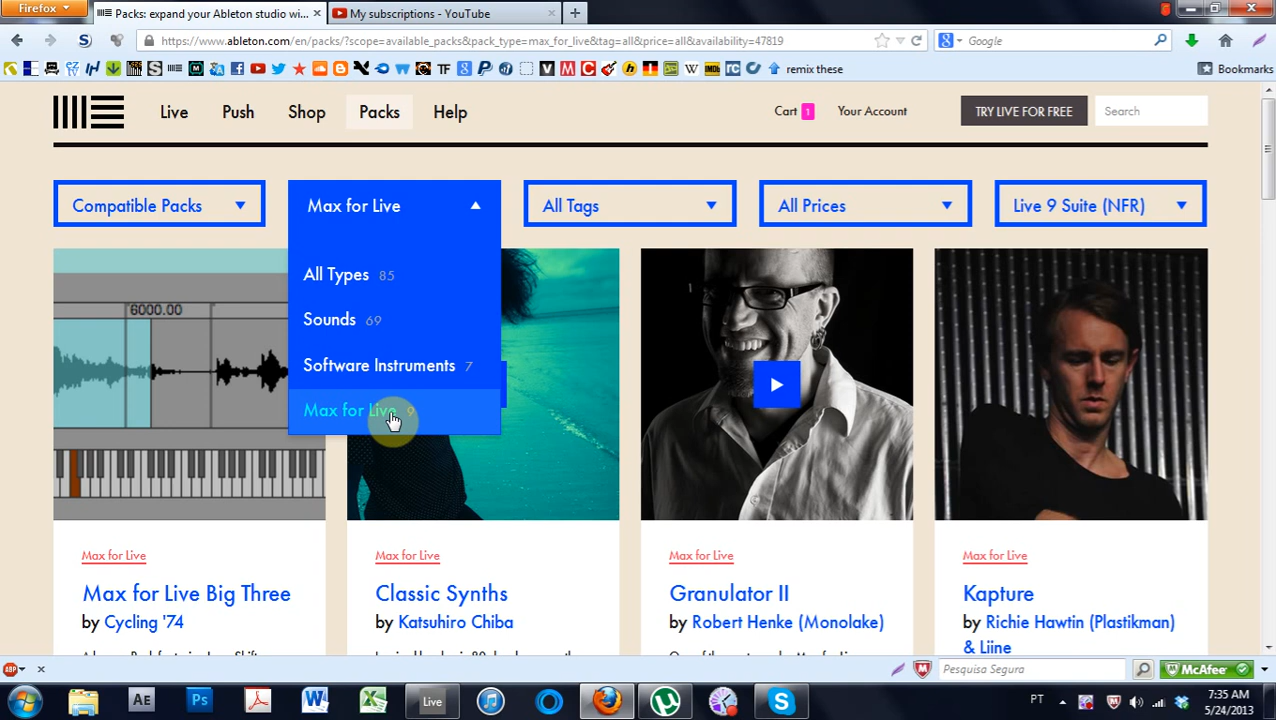 Firefox
Packs: expand your Ableton studio wi...
My subscriptions - YouTube
https://www.ableton.com/en/packs/?scope=available_packs&pack_type=max_for_live&tag=all&price=all&availability=47819
Google
remix these
Bookmarks
Live
Push
Shop
Packs
Help
Cart 1
Your Account
TRY LIVE FOR FREE
Search
Compatible Packs
Max for Live
All Tags
All Prices
Live 9 Suite (NFR)
All Types 85
Sounds 69
Software Instruments 7
Max for Live 9
6000.00
Max for Live
Max for Live Big Three
by Cycling '74
Max for Live
Classic Synths
by Katsuhiro Chiba
Max for Live
Granulator II
by Robert Henke (Monolake)
Max for Live
Kapture
by Richie Hawtin (Plastikman)
& Liine
ABP
Pesquisa Segura
McAfee
Ae
Ps
Live
PT
7:35 AM
5/24/2013